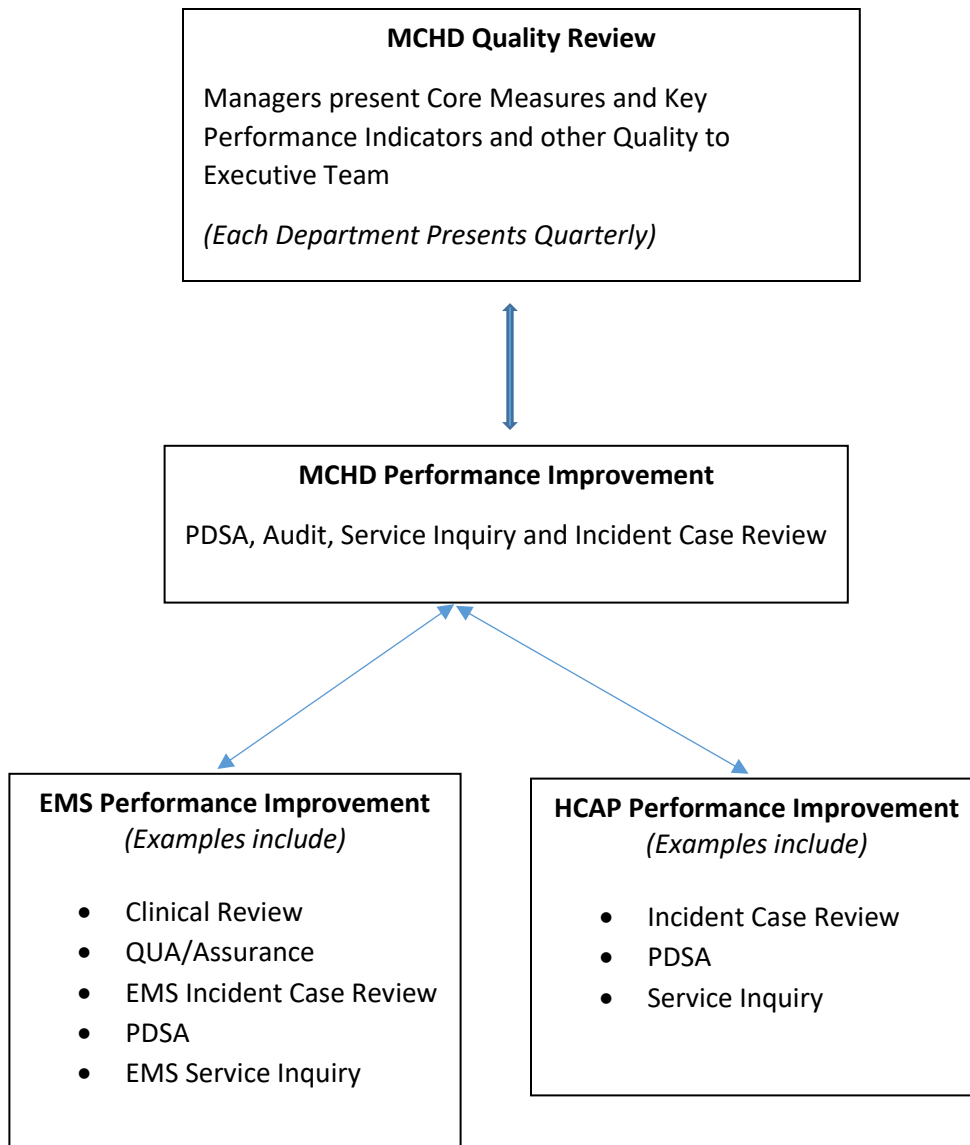 MCHD Quality Review
Managers present Core Measures and Key
Performance Indicators and other Quality to
Executive Team
(Each Department Presents Quarterly)
MCHD Performance Improvement
PDSA, Audit, Service Inquiry and Incident Case Review
EMS Performance Improvement
(Examples include)
• Clinical Review
• QUA/Assurance
• EMS Incident Case Review
• PDSA
• EMS Service Inquiry
HCAP Performance Improvement
(Examples include)
• Incident Case Review
• PDSA
• Service Inquiry